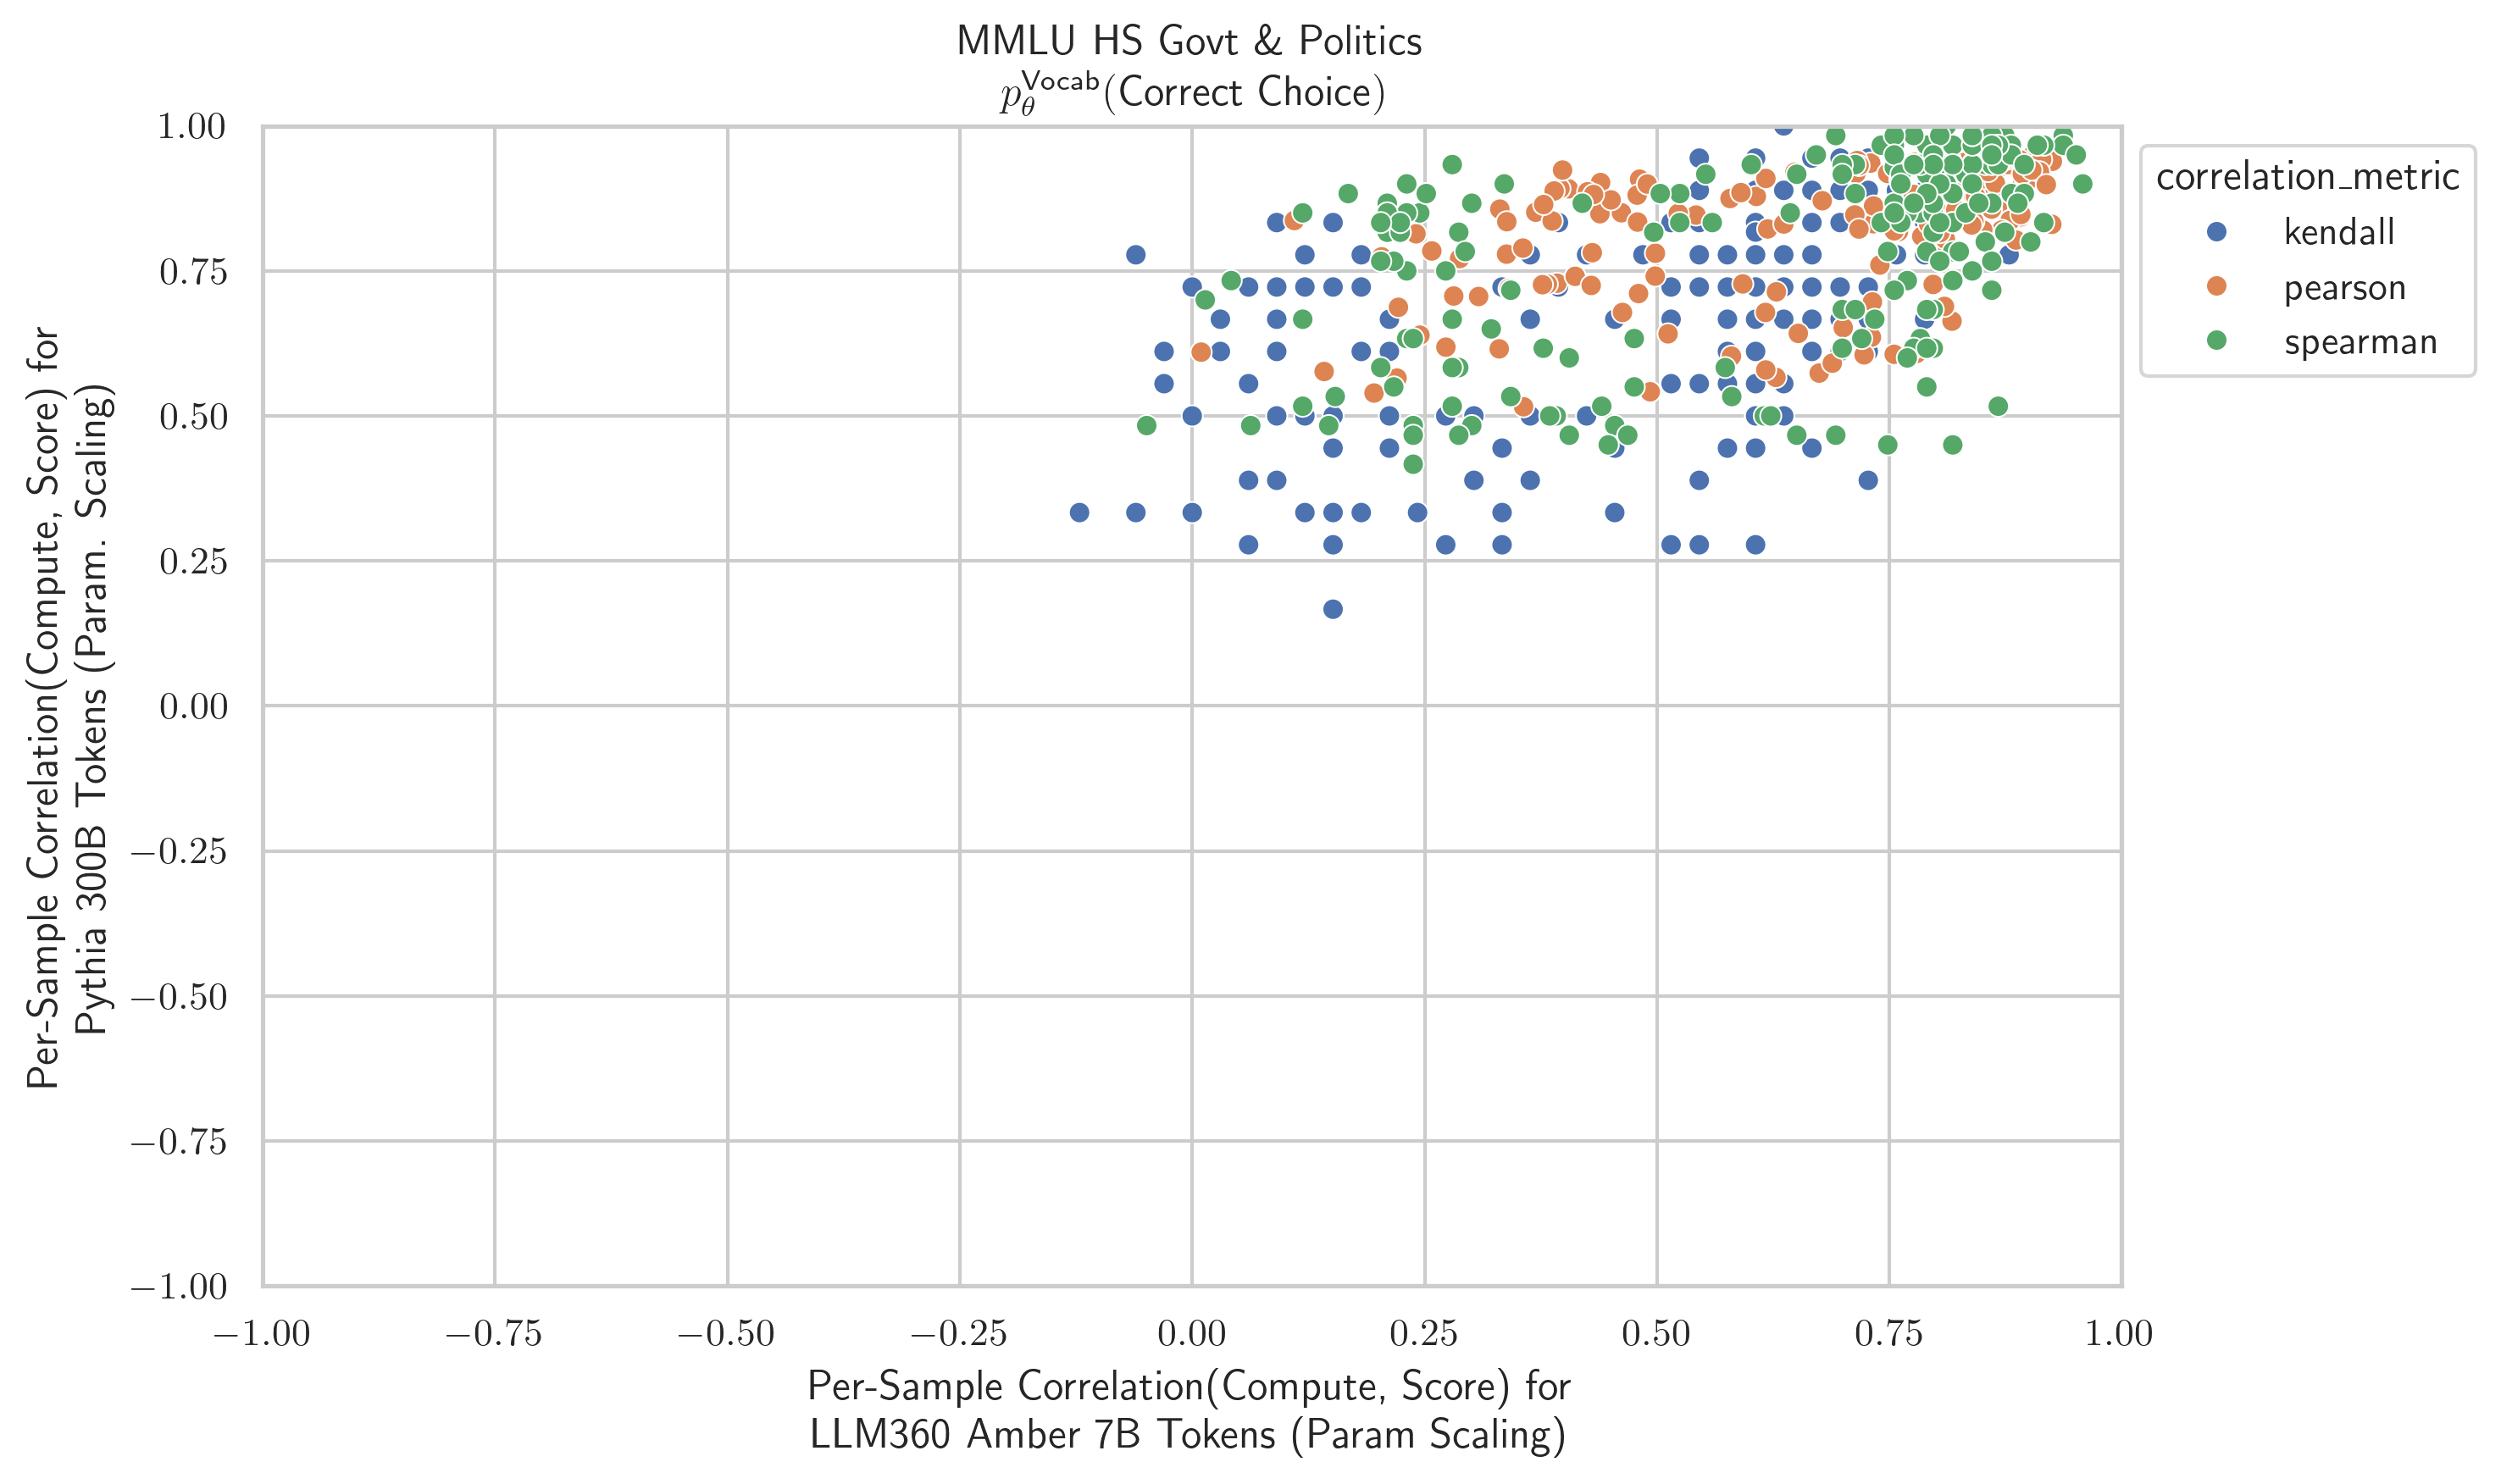 MMLU HS Govt & Politics
p_θ^Vocab(Correct Choice)
Per-Sample Correlation(Compute, Score) for
Pythia 300B Tokens (Param. Scaling)
1.00
0.75
0.50
0.25
0.00
−0.25
−0.50
−0.75
−1.00
−1.00 −0.75 −0.50 −0.25 0.00 0.25 0.50 0.75 1.00
Per-Sample Correlation(Compute, Score) for
LLM360 Amber 7B Tokens (Param Scaling)
correlation_metric
kendall
pearson
spearman